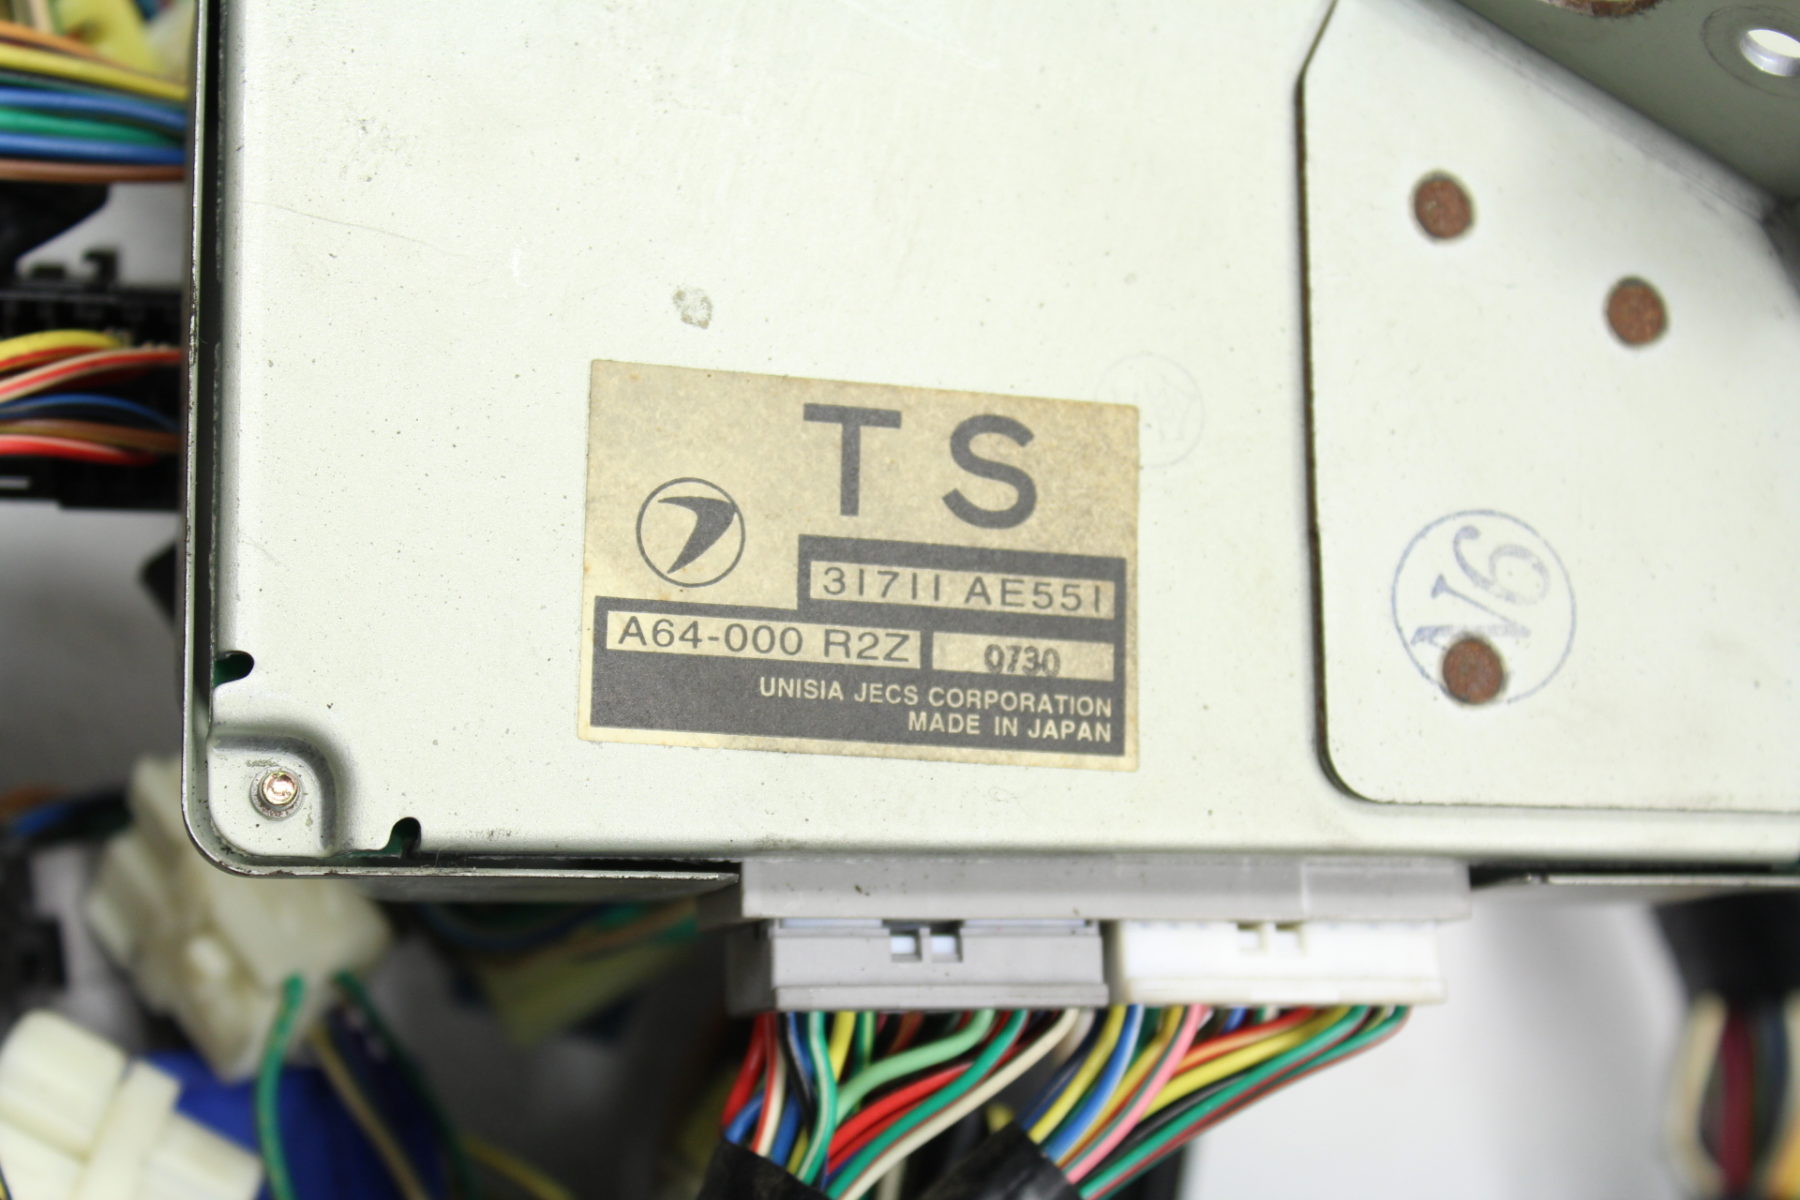 TS
31711 AE551
A64-000 R2Z
0730
UNISIA JECS CORPORATION
MADE IN JAPAN